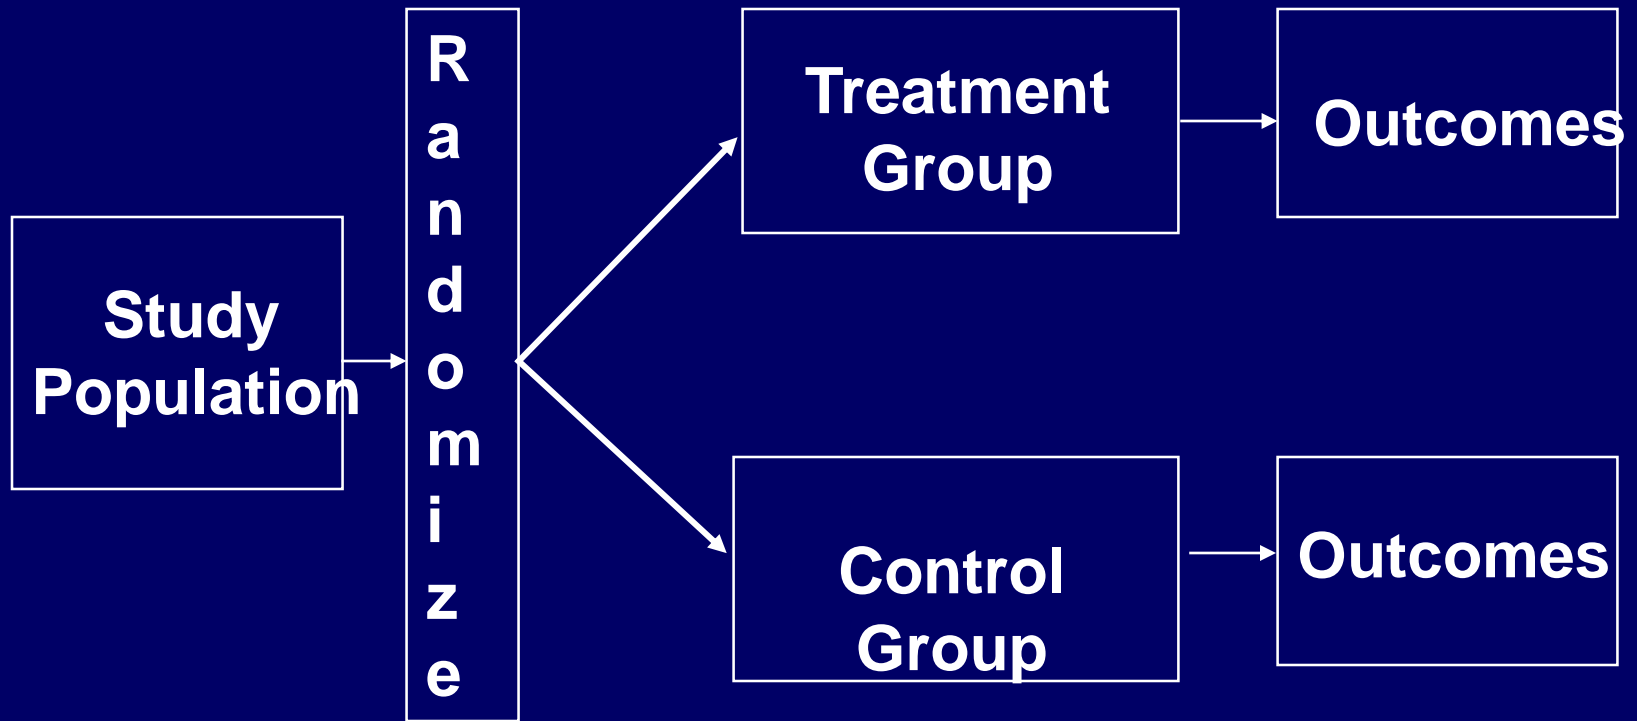 Study
Population
R
a
n
d
o
m
i
z
e
Treatment
Group
Outcomes
Control
Group
Outcomes